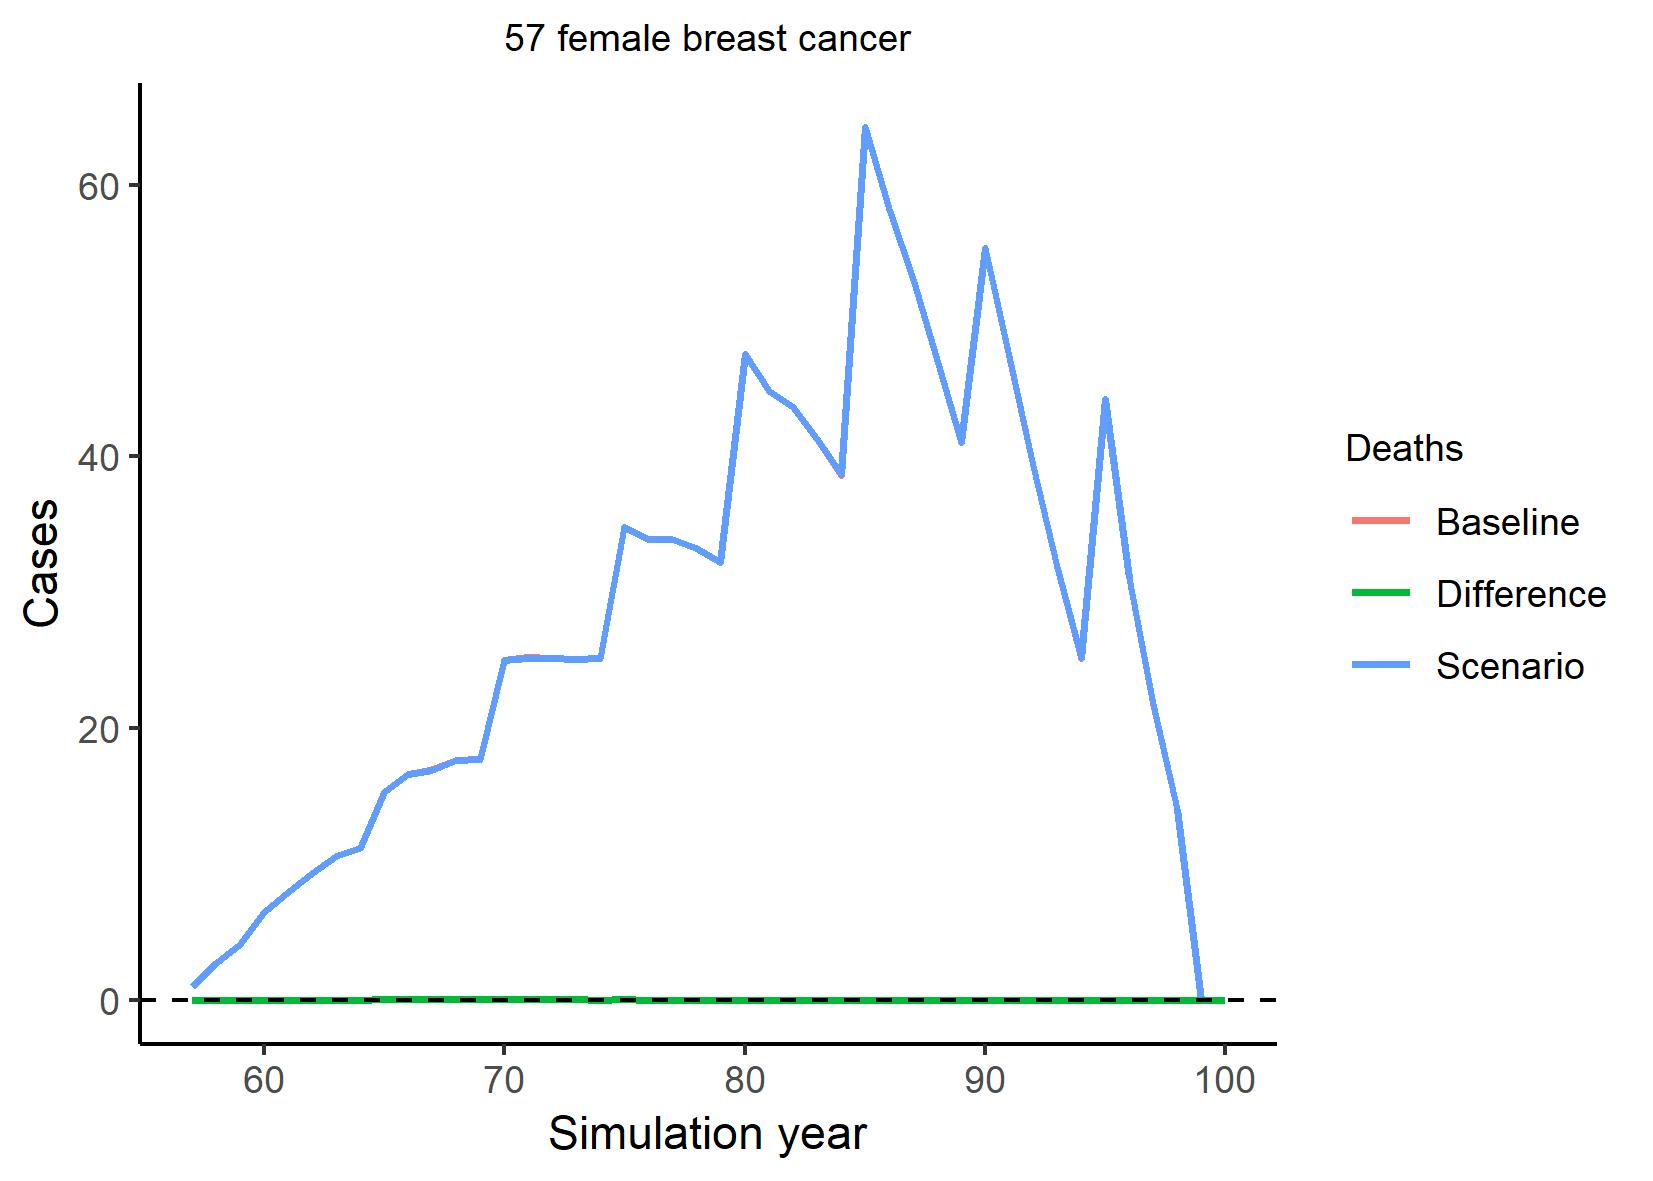 57 female breast cancer
Cases
60
40
20
0
60 70 80 90 100
Simulation year
Deaths
Baseline
Difference
Scenario